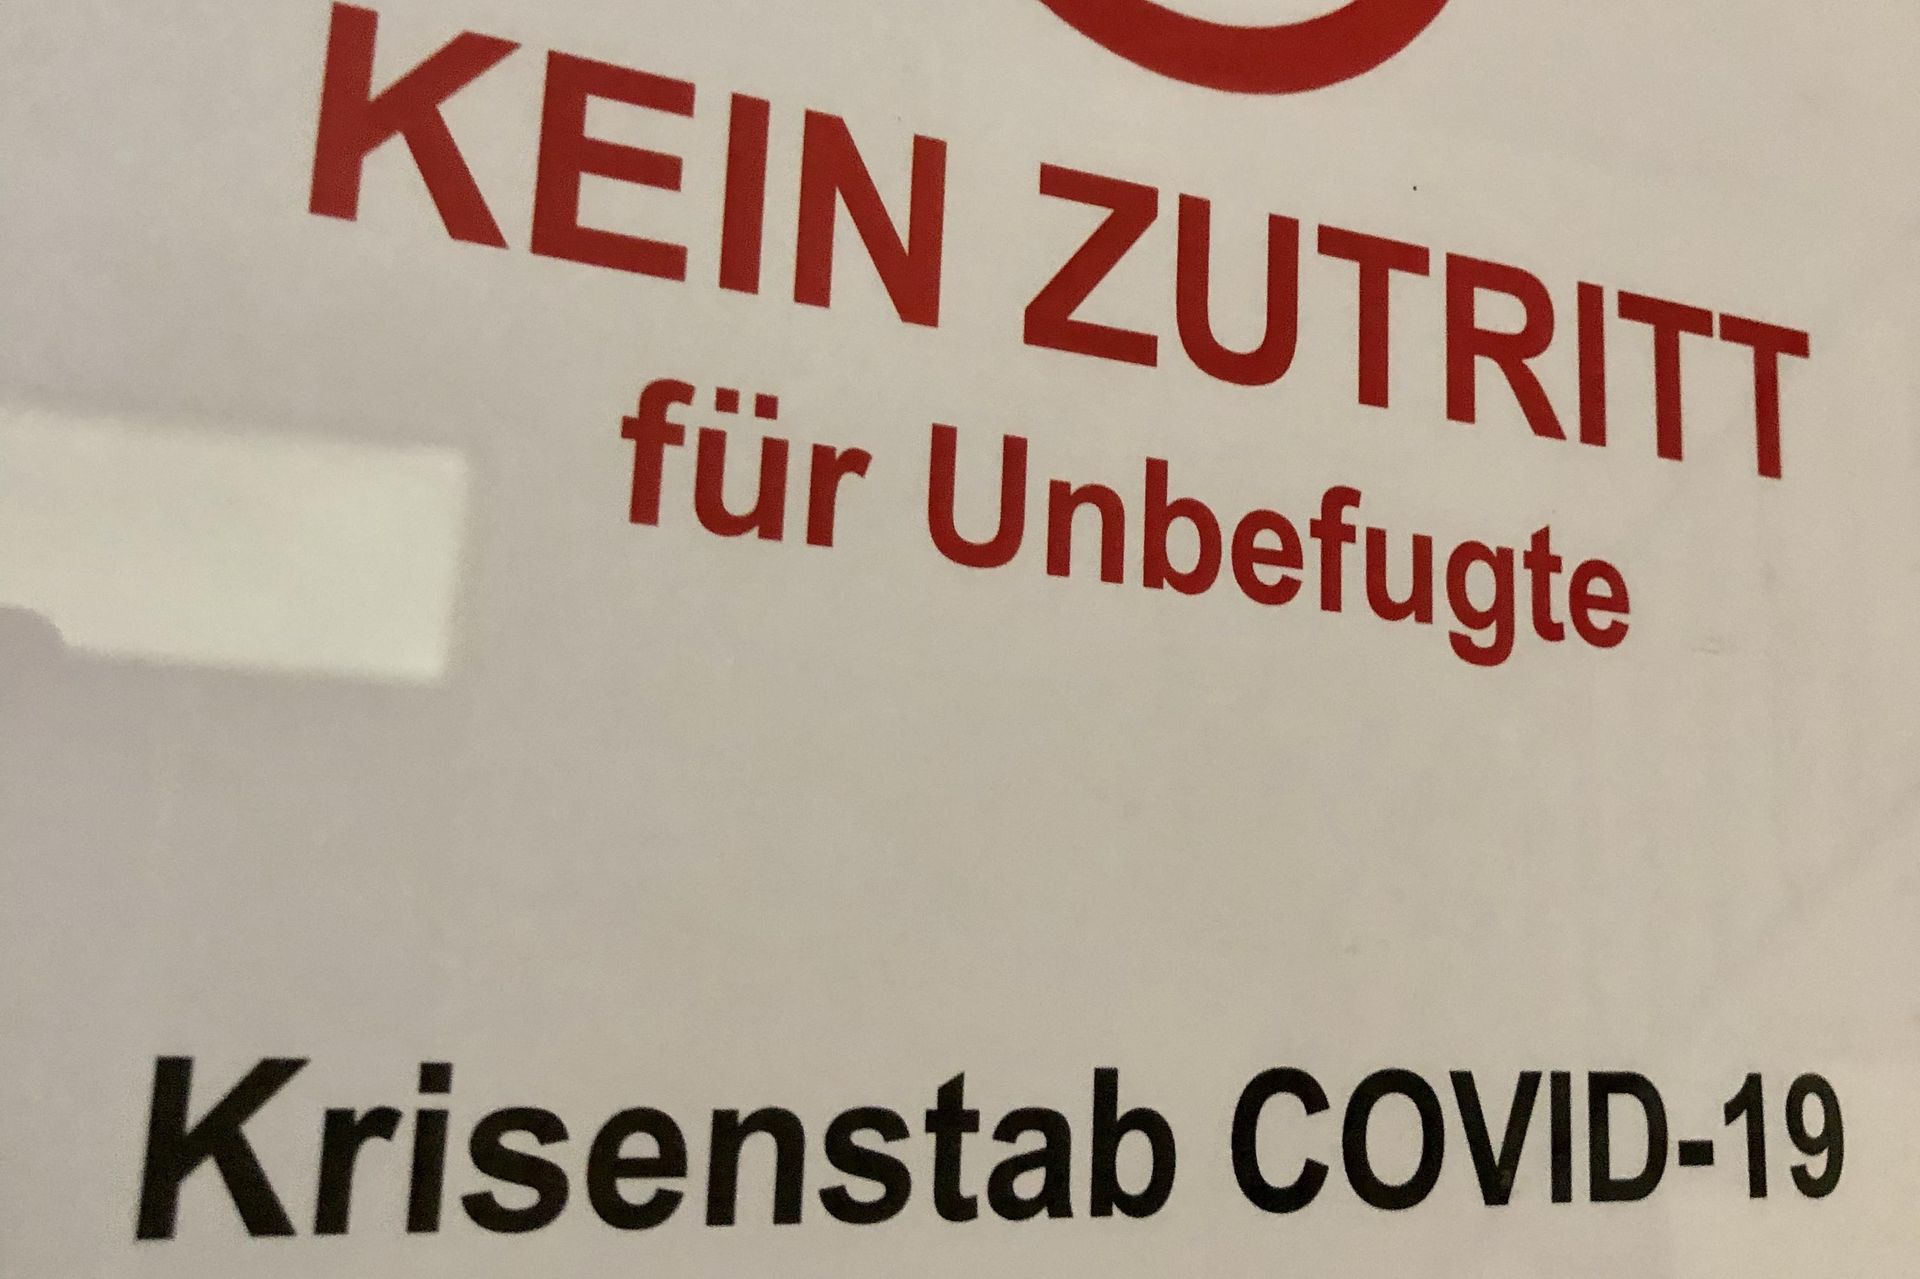 KEIN ZUTRITT
für Unbefugte
Krisenstab COVID-19